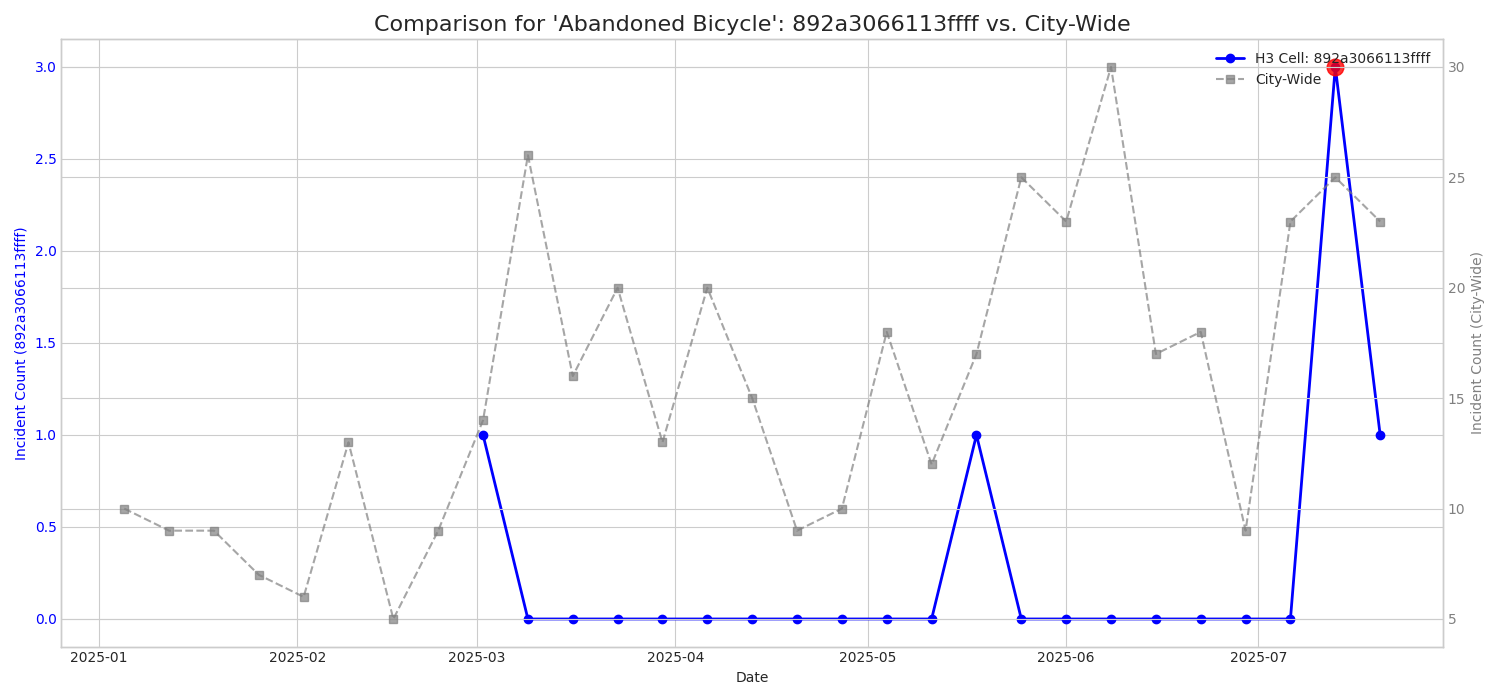 Comparison for 'Abandoned Bicycle': 892a3066113ffff vs. City-Wide
H3 Cell: 892a3066113ffff
City-Wide
Incident Count (892a3066113ffff)
3.0
2.5
2.0
1.5
1.0
0.5
0.0
30
25
20
15
10
5
Incident Count (City-Wide)
2025-01 2025-02 2025-03 2025-04 2025-05 2025-06 2025-07
Date